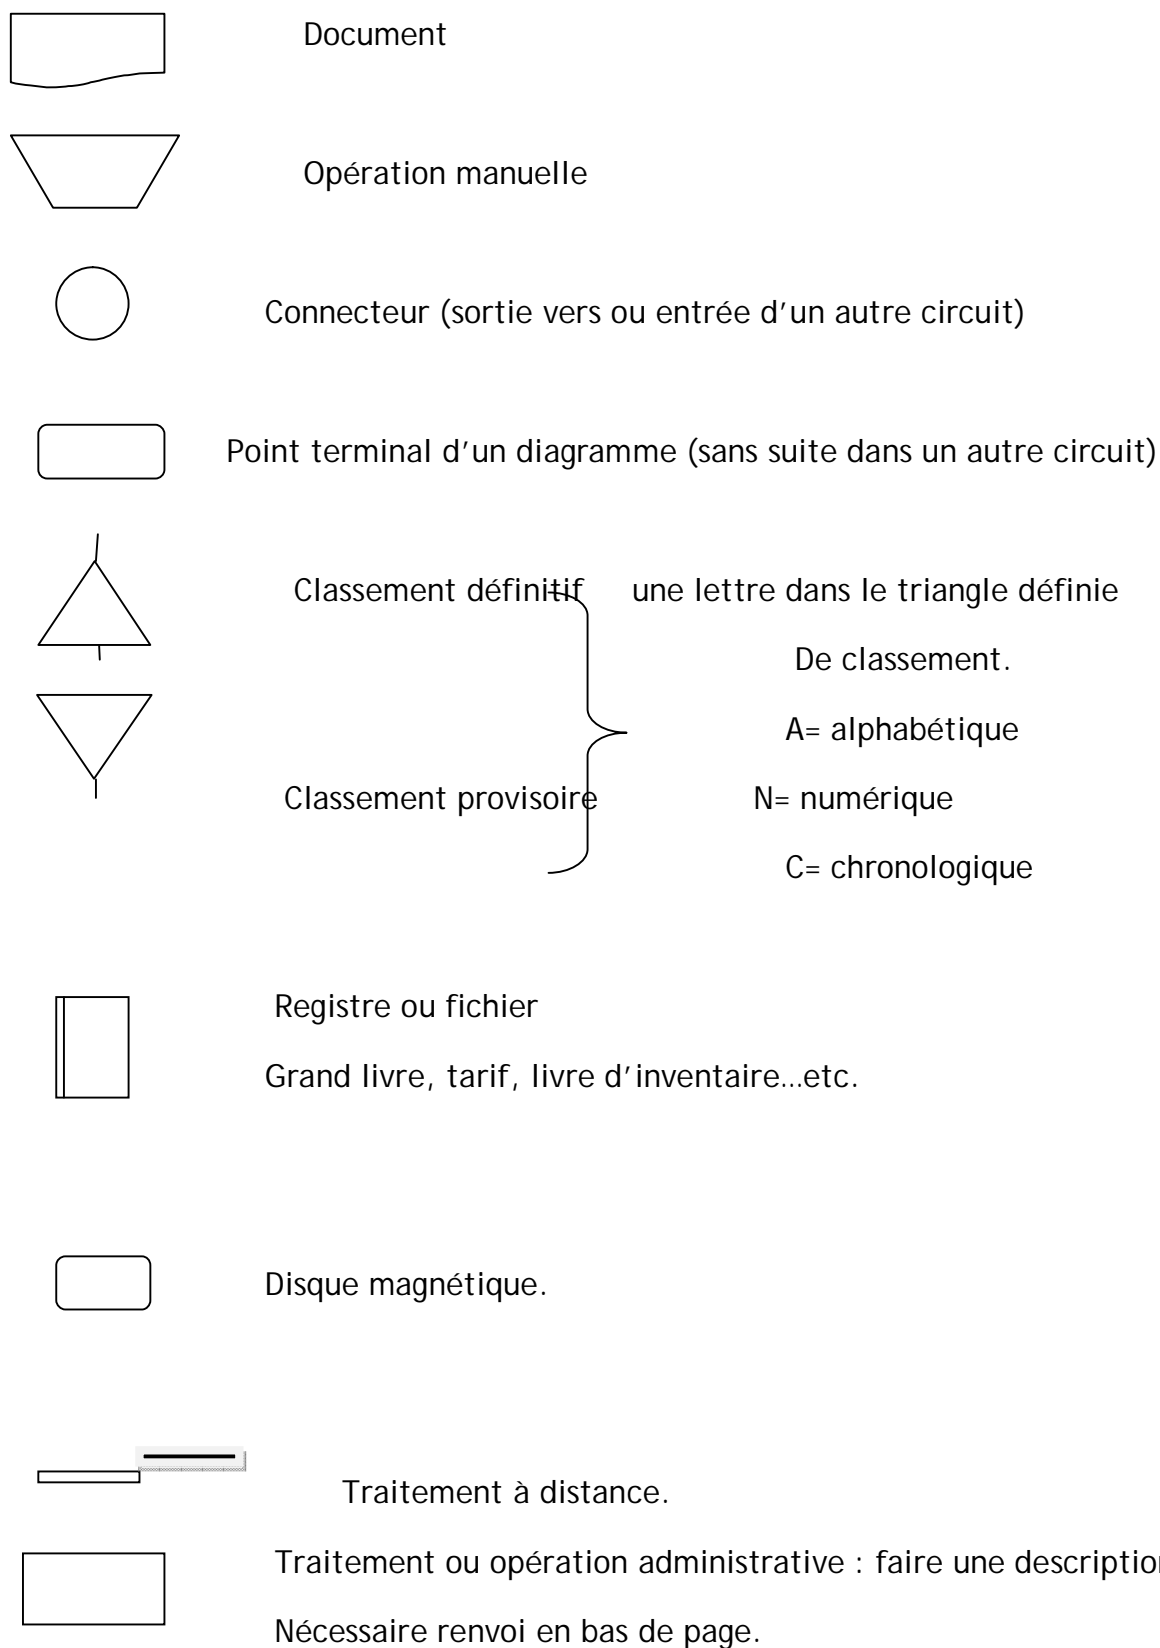 Document
Opération manuelle
Connecteur (sortie vers ou entrée d'un autre circuit)
Point terminal d'un diagramme (sans suite dans un autre circuit)
Classement définitif une lettre dans le triangle définie
De classement.
A= alphabétique
Classement provisoire N= numérique
C= chronologique
Registre ou fichier
Grand livre, tarif, livre d'inventaire...etc.
Disque magnétique.
Traitement à distance.
Traitement ou opération administrative : faire une description
Nécessaire renvoi en bas de page.